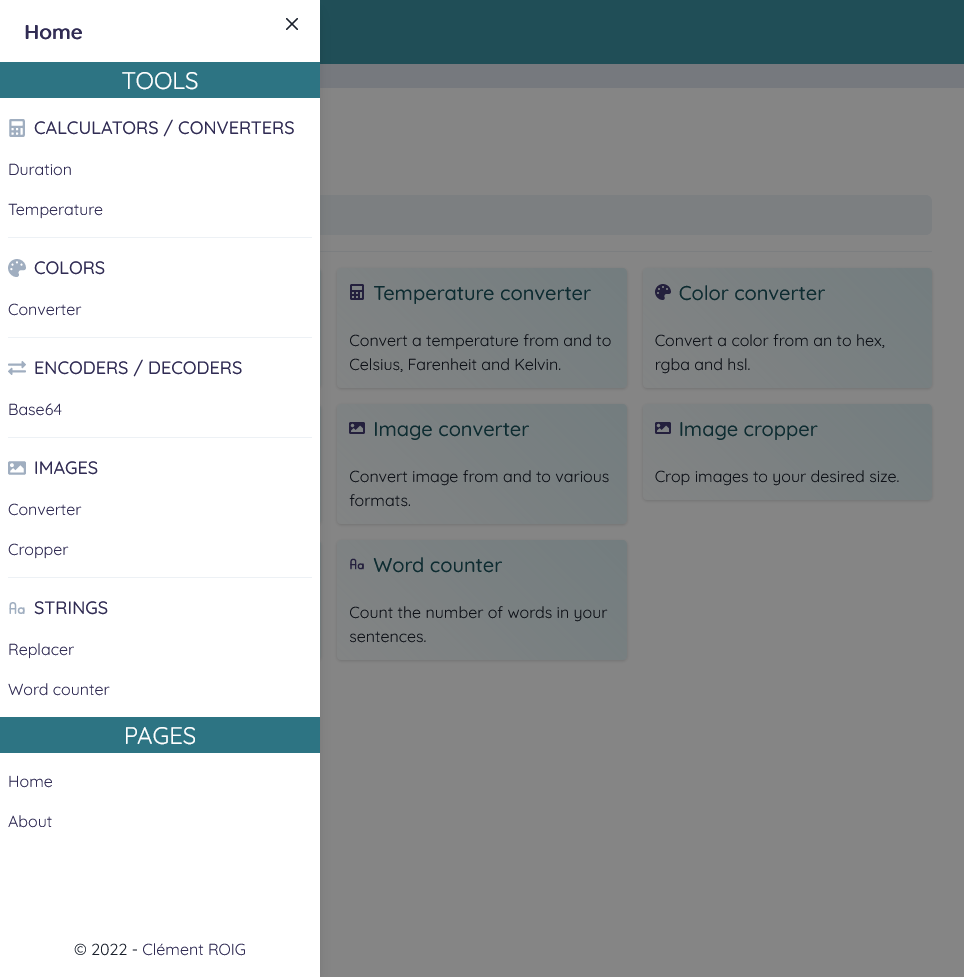 Home
TOOLS
CALCULATORS / CONVERTERS
Duration
Temperature
COLORS
Converter
ENCODERS / DECODERS
Base64
IMAGES
Converter
Cropper
STRINGS
Replacer
Word counter
PAGES
Home
About
© 2022 - Clément ROIG
Temperature converter
Convert a temperature from and to
Celsius, Farenheit and Kelvin.
Color converter
Convert a color from an to hex,
rgba and hsl.
Image converter
Convert image from and to various
formats.
Image cropper
Crop images to your desired size.
Aa Word counter
Count the number of words in your
sentences.